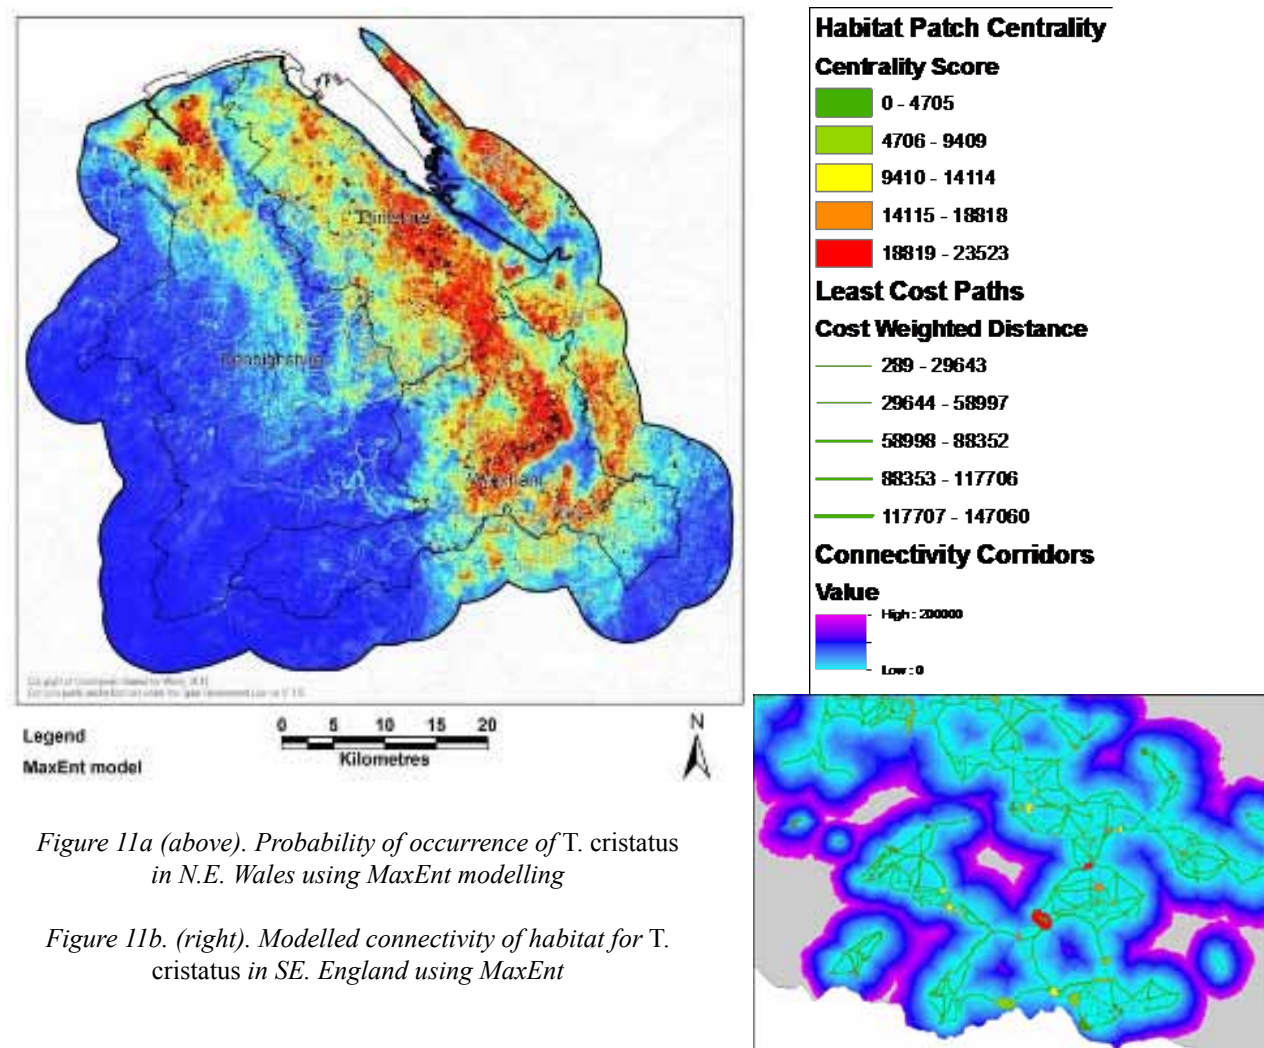 Flintshire
Denbighshire
Wrexham
Legend
MaxEnt model
0 5 10 15 20
Kilometres
N
Figure 11a (above). Probability of occurrence of T. cristatus
in N.E. Wales using MaxEnt modelling
Figure 11b. (right). Modelled connectivity of habitat for T.
cristatus in SE. England using MaxEnt
Habitat Patch Centrality
Centrality Score
0 - 4705
4706 - 9409
9410 - 14114
14115 - 18818
18819 - 23523
Least Cost Paths
Cost Weighted Distance
289 - 29643
29644 - 58997
58998 - 88352
88353 - 117706
117707 - 147060
Connectivity Corridors
Value
High : 200000
Low : 0